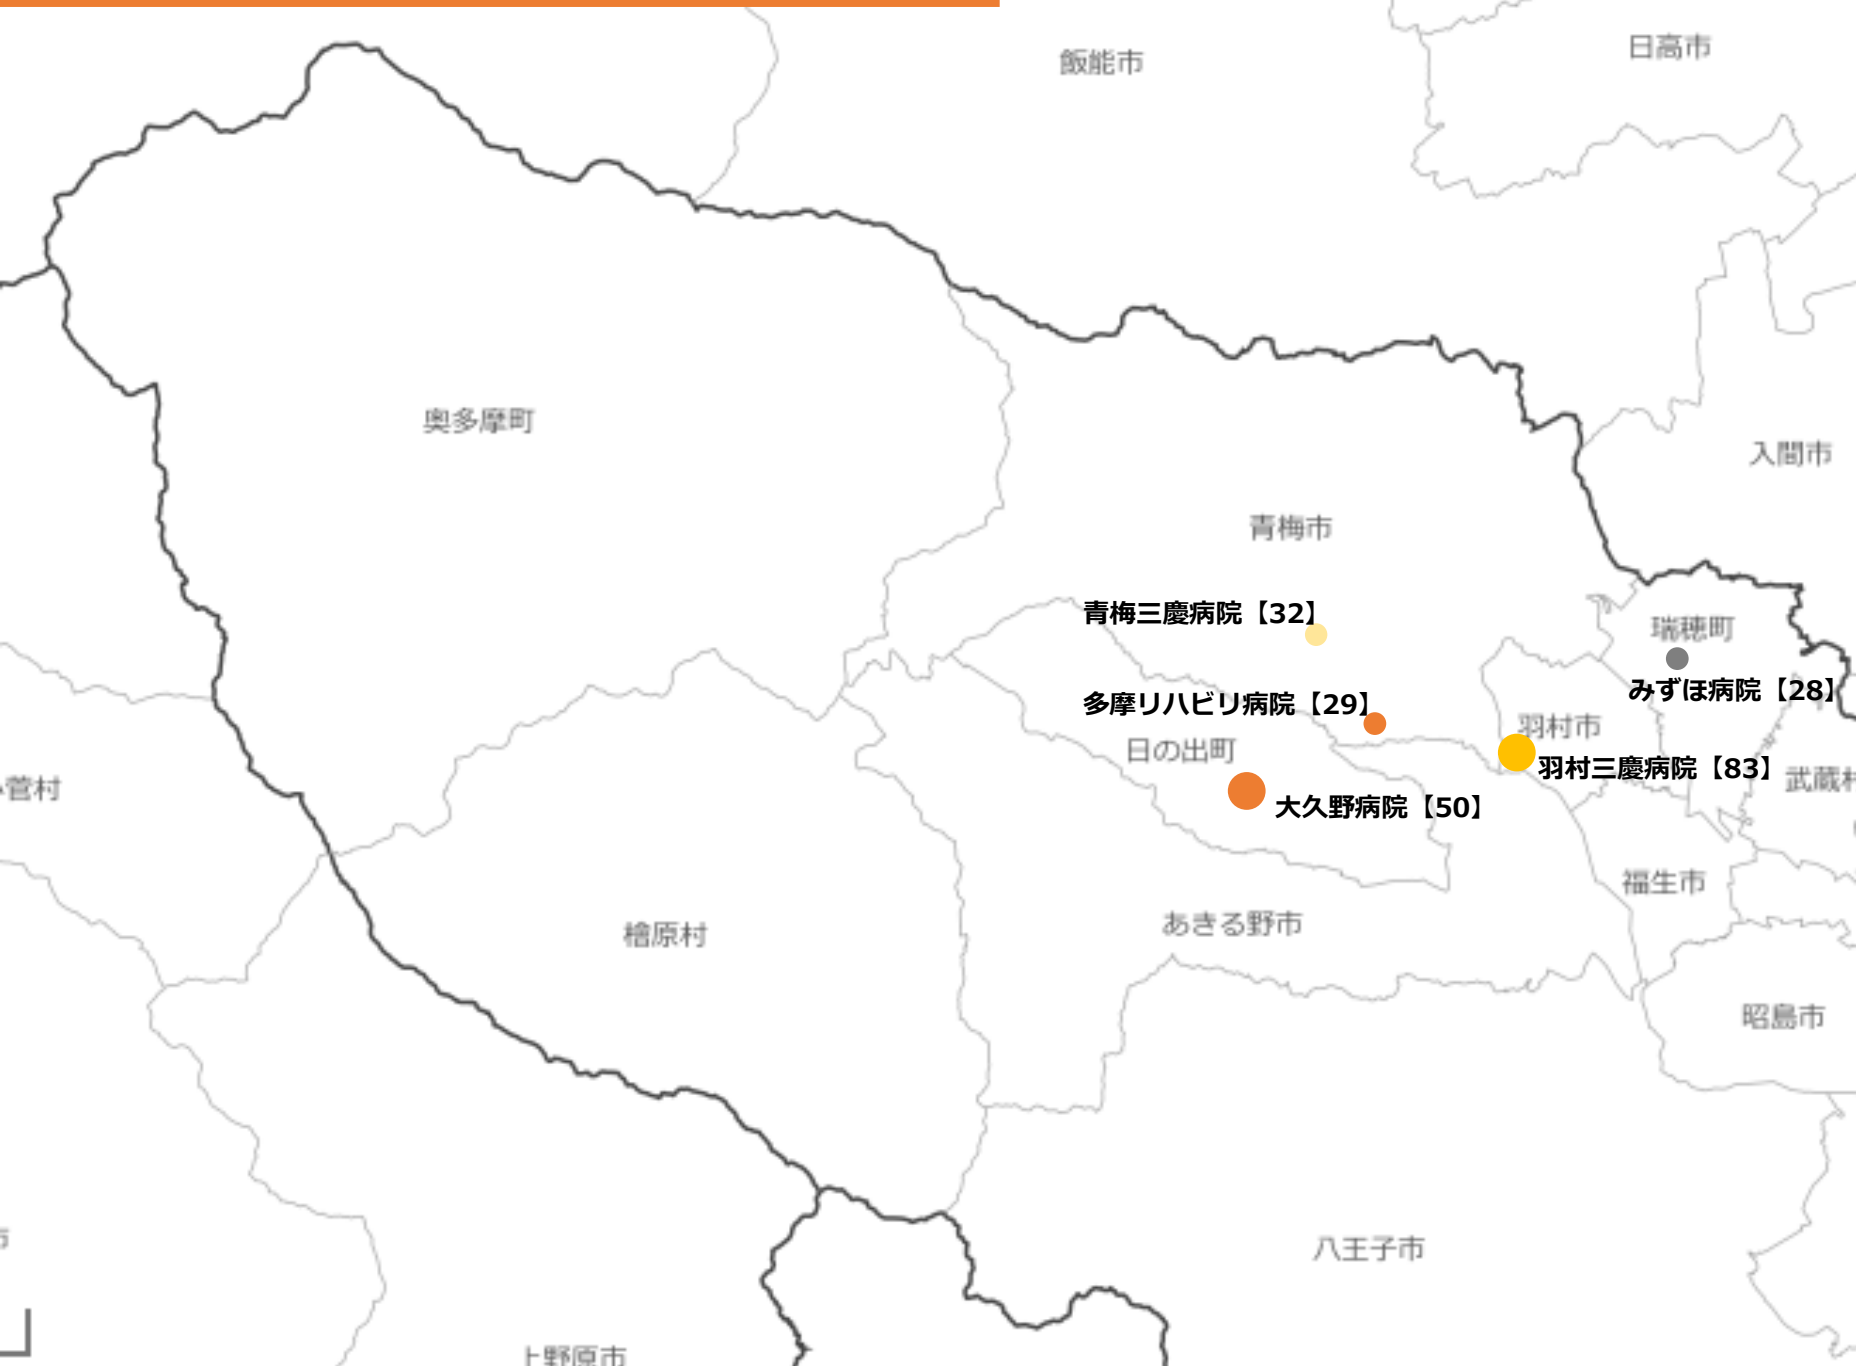 日高市
飯能市
奥多摩町
入間市
青梅市
青梅三慶病院【32】
瑞穂町
みずほ病院【28】
多摩リハビリ病院【29】
羽村市
日の出町
羽村三慶病院【83】
菅村
大久野病院【50】
福生市
あきる野市
檜原村
昭島市
八王子市
上野原市